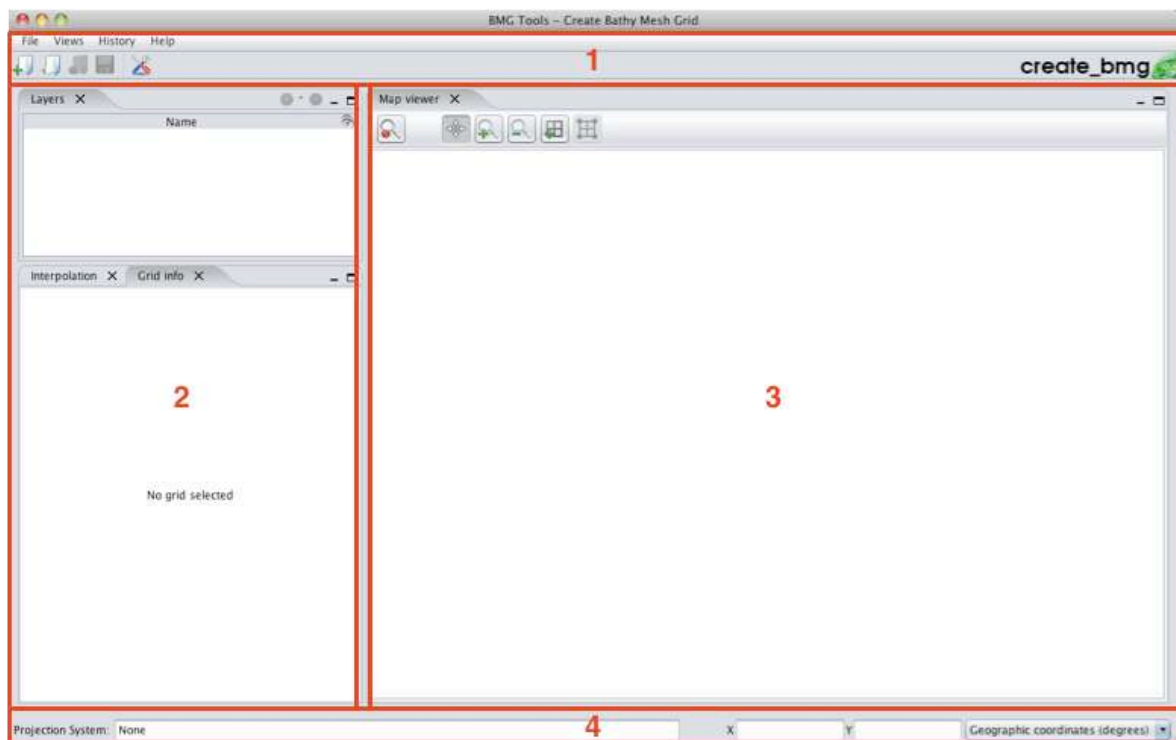 BMG Tools – Create Bathy Mesh Grid
File Views History Help
1
create_bmg
Layers X
Name
Map viewer X
Interpolation X Grid info X
2
3
No grid selected
4
Projection System: None X Y Geographic coordinates (degrees)